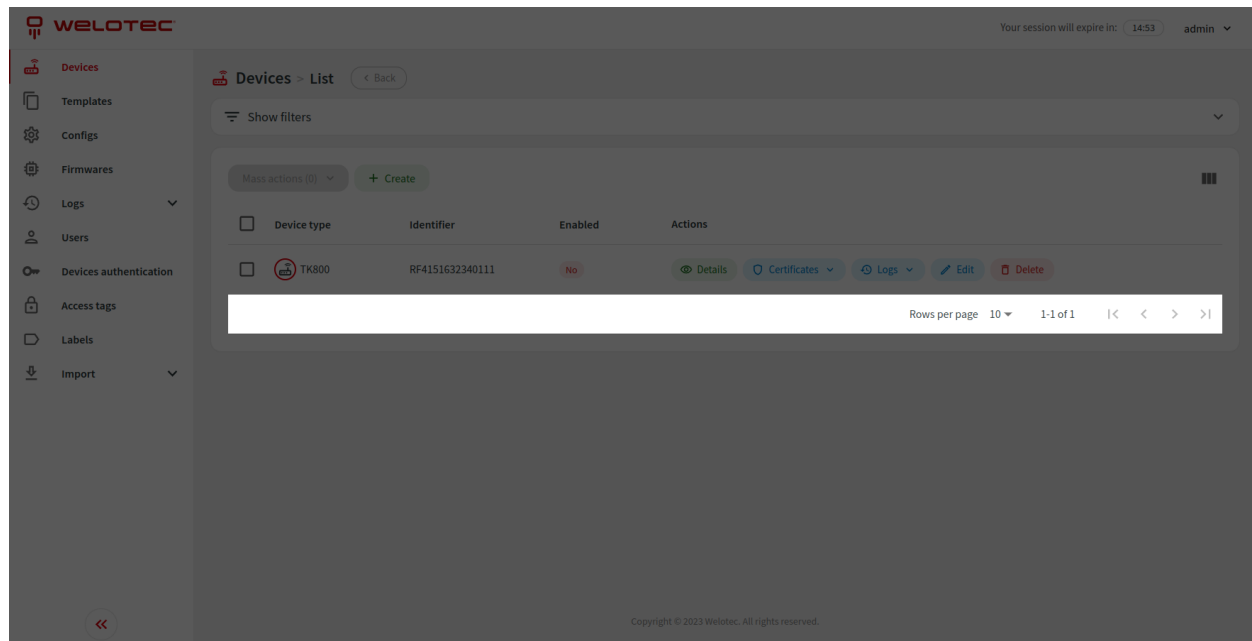 welotec
Your session will expire in: 14:53 admin
Devices
Templates
Configs
Firmwares
Logs
Users
Devices authentication
Access tags
Labels
Import
Devices > List < Back
Show filters
Mass actions (0) + Create
Device type Identifier Enabled Actions
TK800 RF4151632340111 No Details Certificates Logs Edit Delete
Rows per page 10 1-1 of 1
Copyright © 2023 Welotec. All rights reserved.